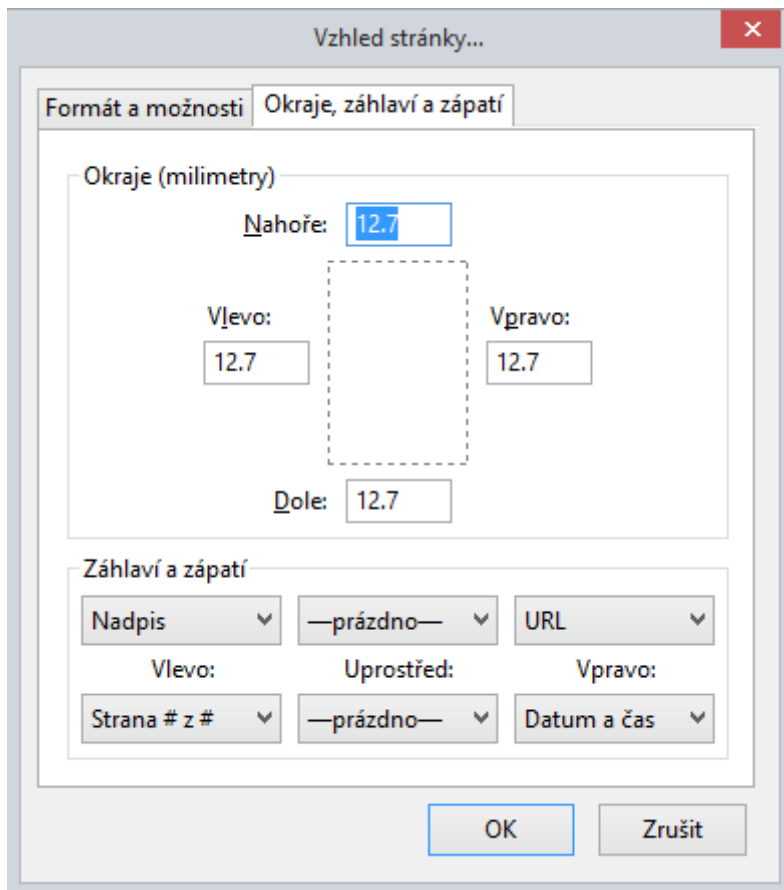 Vzhled stránky...
Formát a možnosti Okraje, záhlaví a zápatí
Okraje (milimetry)
Nahoře: 12.7
Vlevo: Vpravo:
12.7 12.7
Dole: 12.7
Záhlaví a zápatí
Nadpis —prázdno— URL
Vlevo: Uprostřed: Vpravo:
Strana # z # —prázdno— Datum a čas
OK Zrušit